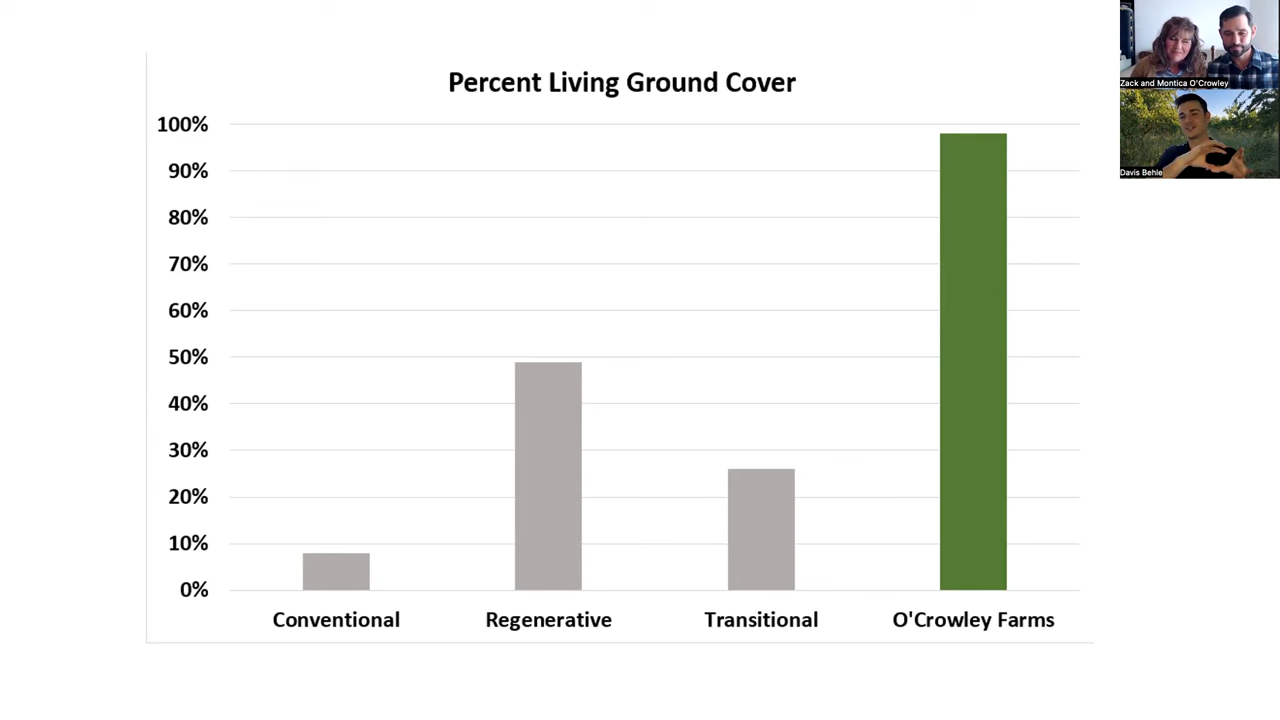 Percent Living Ground Cover
100%
90%
80%
70%
60%
50%
40%
30%
20%
10%
0%
Conventional Regenerative Transitional O'Crowley Farms
Zack and Montica O'Crowley
Davis Behle